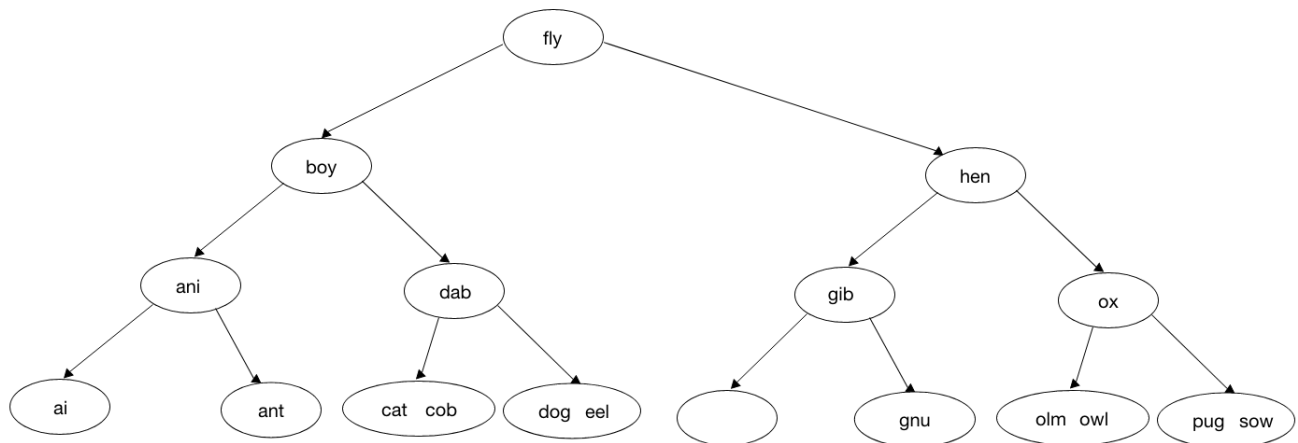 fly
boy
hen
ani
dab
gib
ox
ai
ant
cat cob
dog eel
gnu
olm owl
pug sow